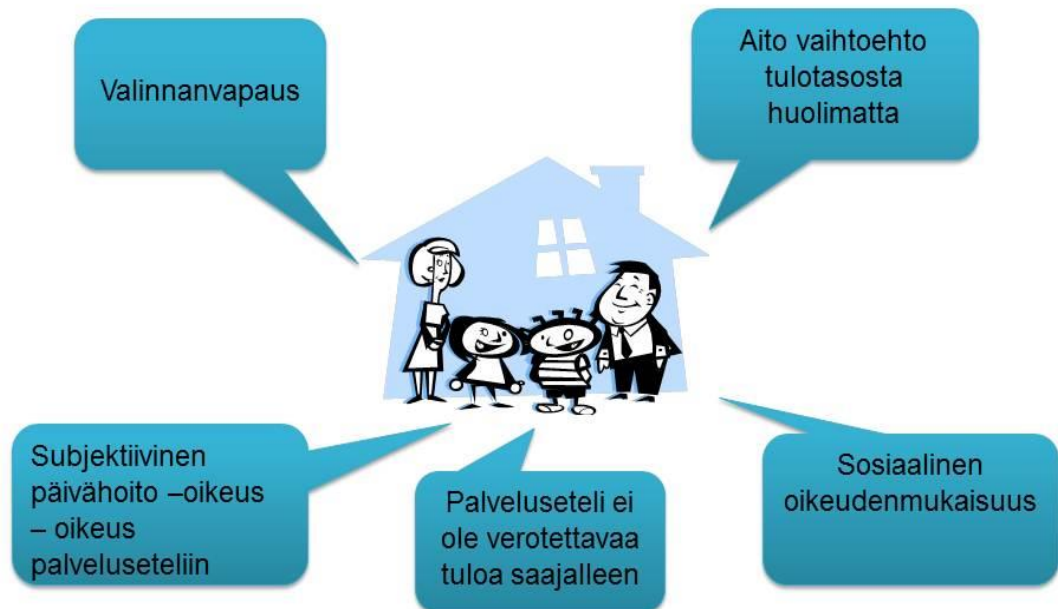 Valinnanvapaus
Aito vaihtoehto
tulotasosta
huolimatta
Subjektiivinen
päivähoito –oikeus
– oikeus
palveluseteliin
Palveluseteli ei
ole verotettavaa
tuloa saajalleen
Sosiaalinen
oikeudenmukaisuus